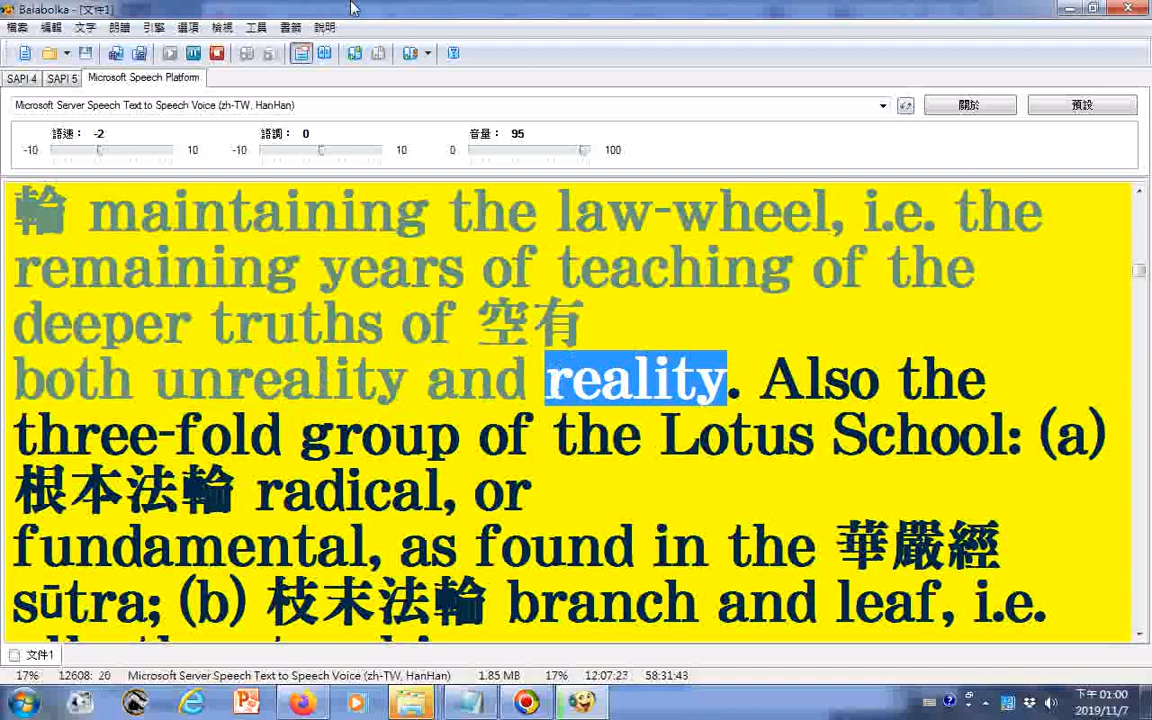 Balabolka - [文件1]
檔案 編輯 文字 朗讀 引擎 選項 檢視 工具 書籤 說明
SAPI 4 SAPI 5 Microsoft Speech Platform
Microsoft Server Speech Text to Speech Voice (zh-TW, HanHan) 關於 預設
語速： -2 語調： 0 音量： 95
-10 10 -10 10 0 100
輪 maintaining the law-wheel, i.e. the
remaining years of teaching of the
deeper truths of 空有
both unreality and reality. Also the
three-fold group of the Lotus School: (a)
根本法輪 radical, or
fundamental, as found in the 華嚴經
sūtra; (b) 枝末法輪 branch and leaf, i.e.
文件1
17% 12608: 20 Microsoft Server Speech Text to Speech Voice (zh-TW, HanHan) 1.85 MB 17% 12:07:23 58:31:43
下午 01:00
2019/11/7